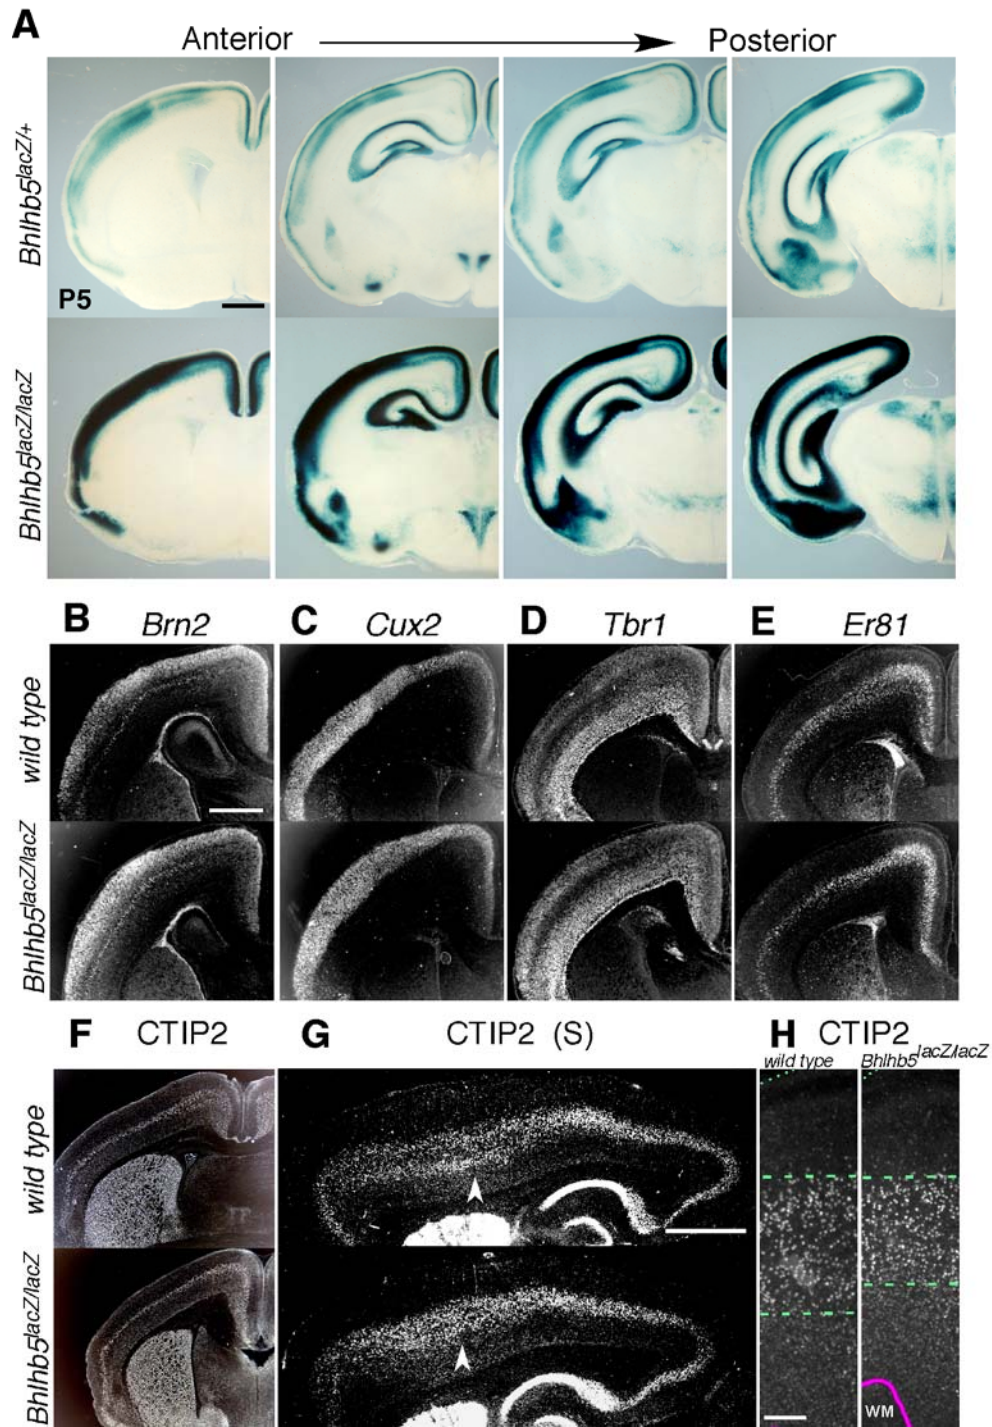 A
Anterior Posterior
Bhlhb5lacZ/+
P5
Bhlhb5lacZ/lacZ
B Brn2 C Cux2 D Tbr1 E Er81
wild type
Bhlhb5lacZ/lacZ
F CTIP2 G CTIP2 (S) H CTIP2
wild type Bhlhb5lacZ/lacZ
wild type
Bhlhb5lacZ/lacZ
WM